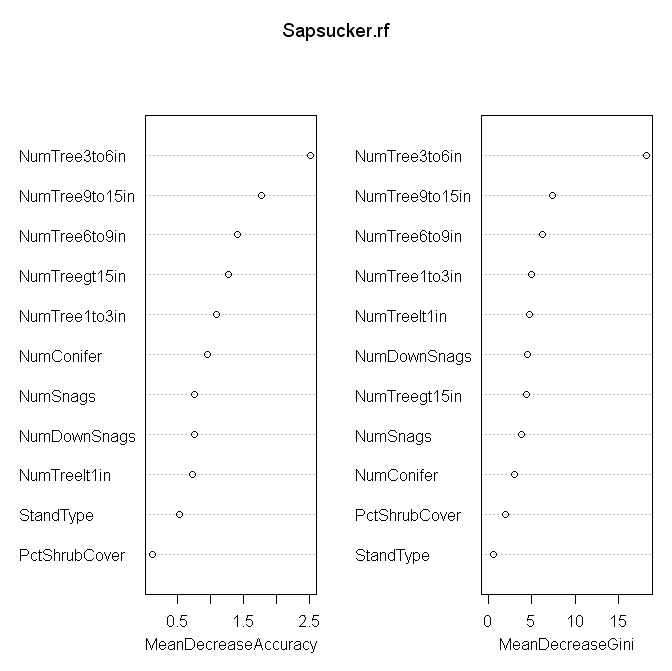 Sapsucker.rf
NumTree3to6in
NumTree9to15in
NumTree6to9in
NumTreegt15in
NumTree1to3in
NumConifer
NumSnags
NumDownSnags
NumTreelt1in
StandType
PctShrubCover
0.5 1.5 2.5
MeanDecreaseAccuracy
NumTree3to6in
NumTree9to15in
NumTree6to9in
NumTree1to3in
NumTreelt1in
NumDownSnags
NumTreegt15in
NumSnags
NumConifer
PctShrubCover
StandType
0 5 10 15
MeanDecreaseGini